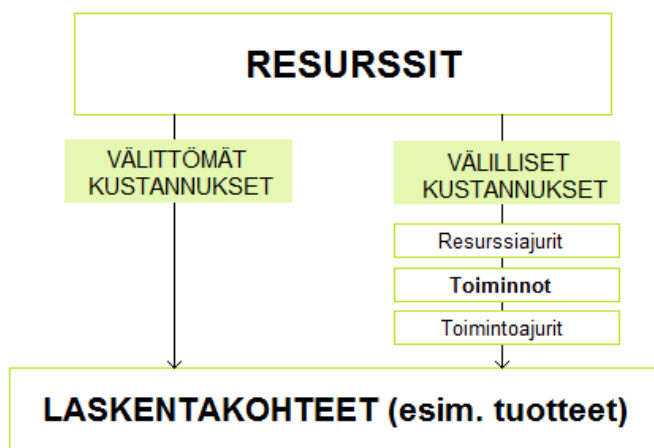 RESURSSIT
VÄLITTÖMÄT
KUSTANNUKSET
VÄLILLISET
KUSTANNUKSET
Resurssiajurit
Toiminnot
Toimintoajurit
LASKENTAKOHTEET (esim. tuotteet)